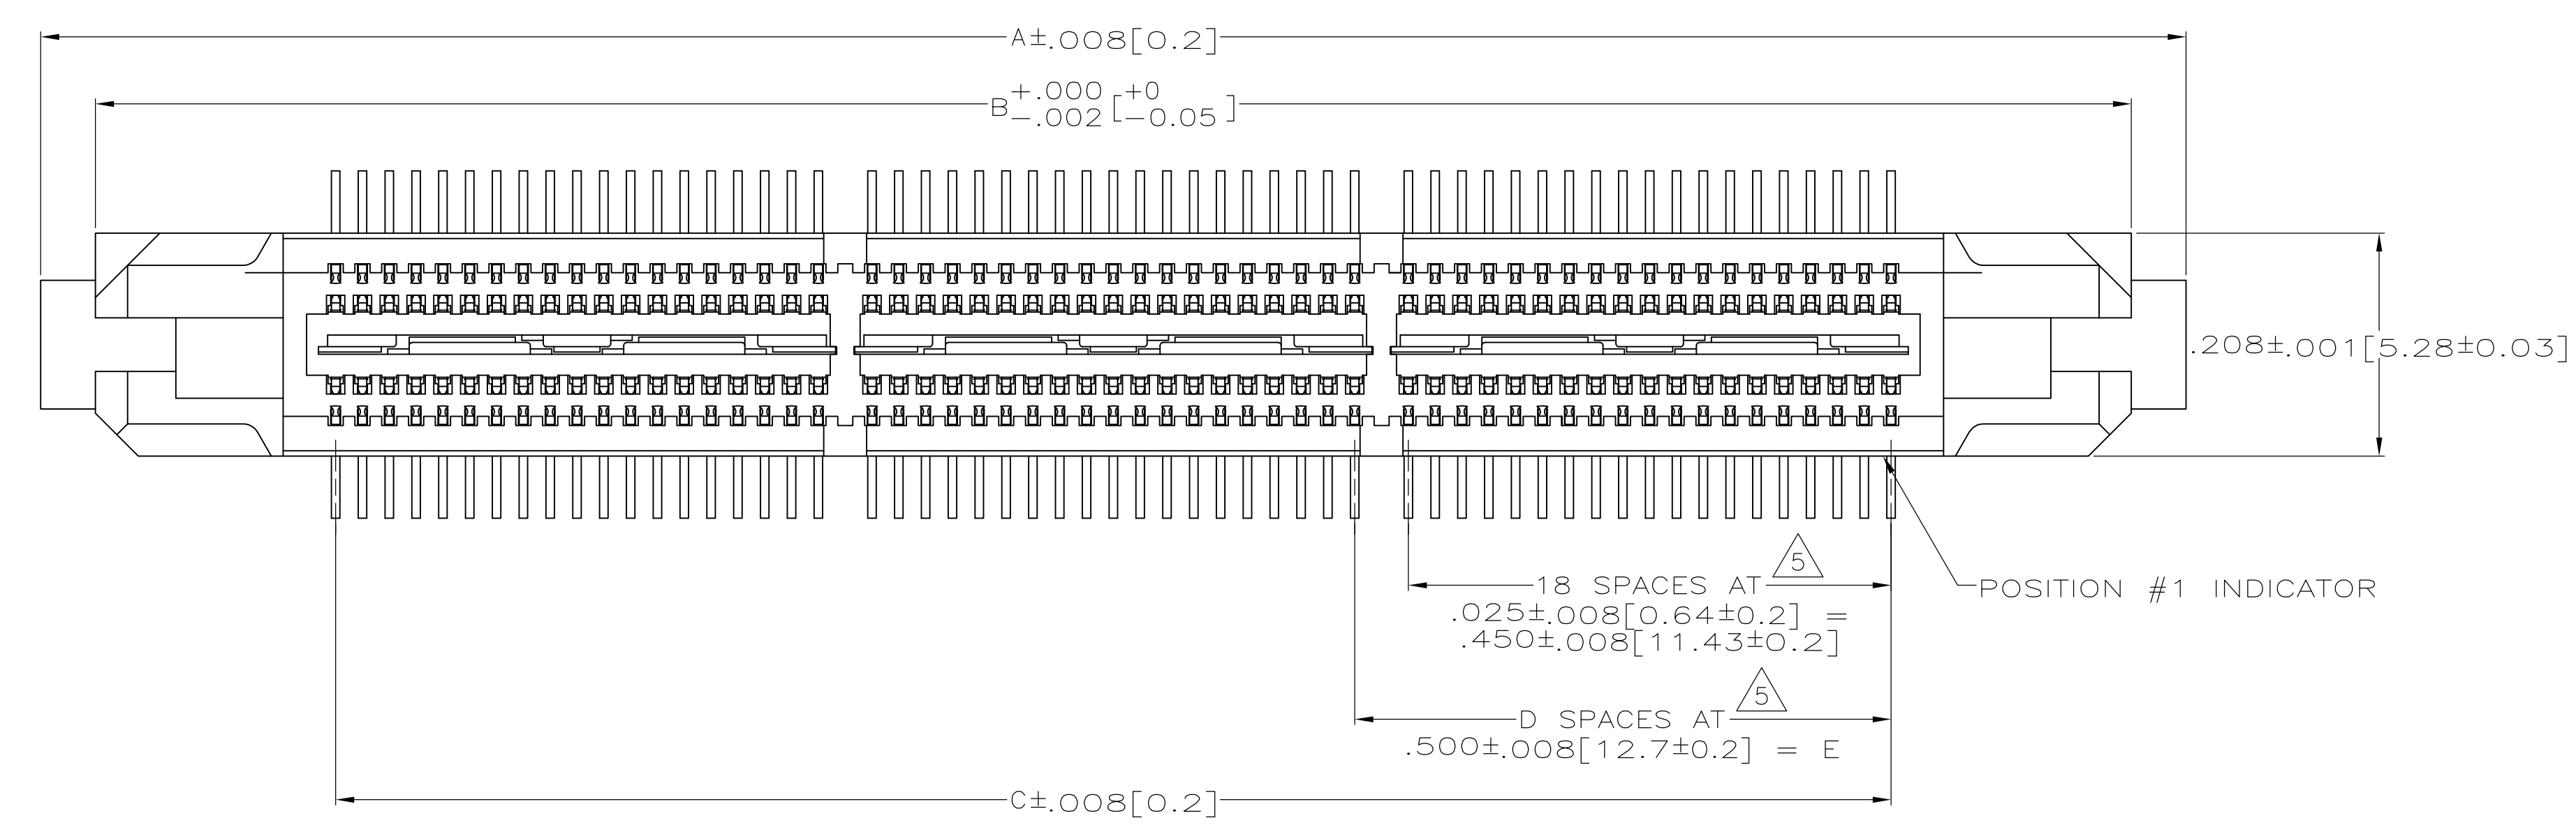 A±.008[0.2]
B +.000 -.002 [+0 -0.05]
.208±.001[5.28±0.03]
5
18 SPACES AT
.025±.008[0.64±0.2] =
.450±.008[11.43±0.2]
POSITION #1 INDICATOR
5
D SPACES AT
.500±.008[12.7±0.2] = E
C±.008[0.2]